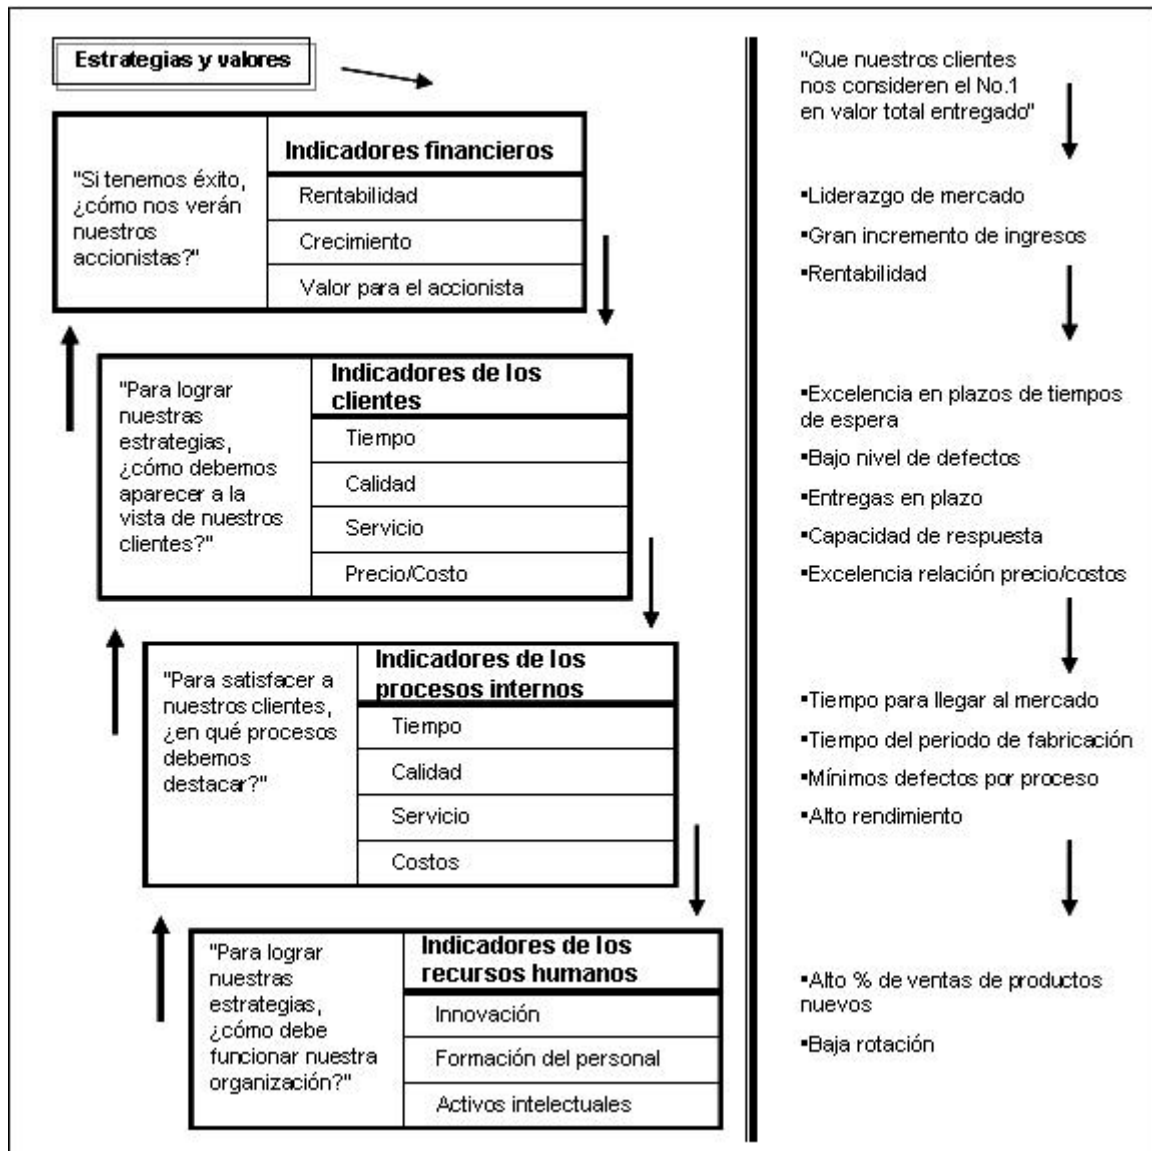 Estrategias y valores
"Si tenemos éxito,
¿cómo nos verán
nuestros
accionistas?"
Indicadores financieros
Rentabilidad
Crecimiento
Valor para el accionista
"Para lograr
nuestras
estrategias,
¿cómo debemos
aparecer a la
vista de nuestros
clientes?"
Indicadores de los
clientes
Tiempo
Calidad
Servicio
Precio/Costo
"Para satisfacer a
nuestros clientes,
¿en qué procesos
debemos
destacar?"
Indicadores de los
procesos internos
Tiempo
Calidad
Servicio
Costos
"Para lograr
nuestras
estrategias,
¿cómo debe
funcionar nuestra
organización?"
Indicadores de los
recursos humanos
Innovación
Formación del personal
Activos intelectuales
"Que nuestros clientes
nos consideren el No.1
en valor total entregado"
▪Liderazgo de mercado
▪Gran incremento de ingresos
▪Rentabilidad
▪Excelencia en plazos de tiempos
de espera
▪Bajo nivel de defectos
▪Entregas en plazo
▪Capacidad de respuesta
▪Excelencia relación precio/costos
▪Tiempo para llegar al mercado
▪Tiempo del periodo de fabricación
▪Mínimos defectos por proceso
▪Alto rendimiento
▪Alto % de ventas de productos
nuevos
▪Baja rotación